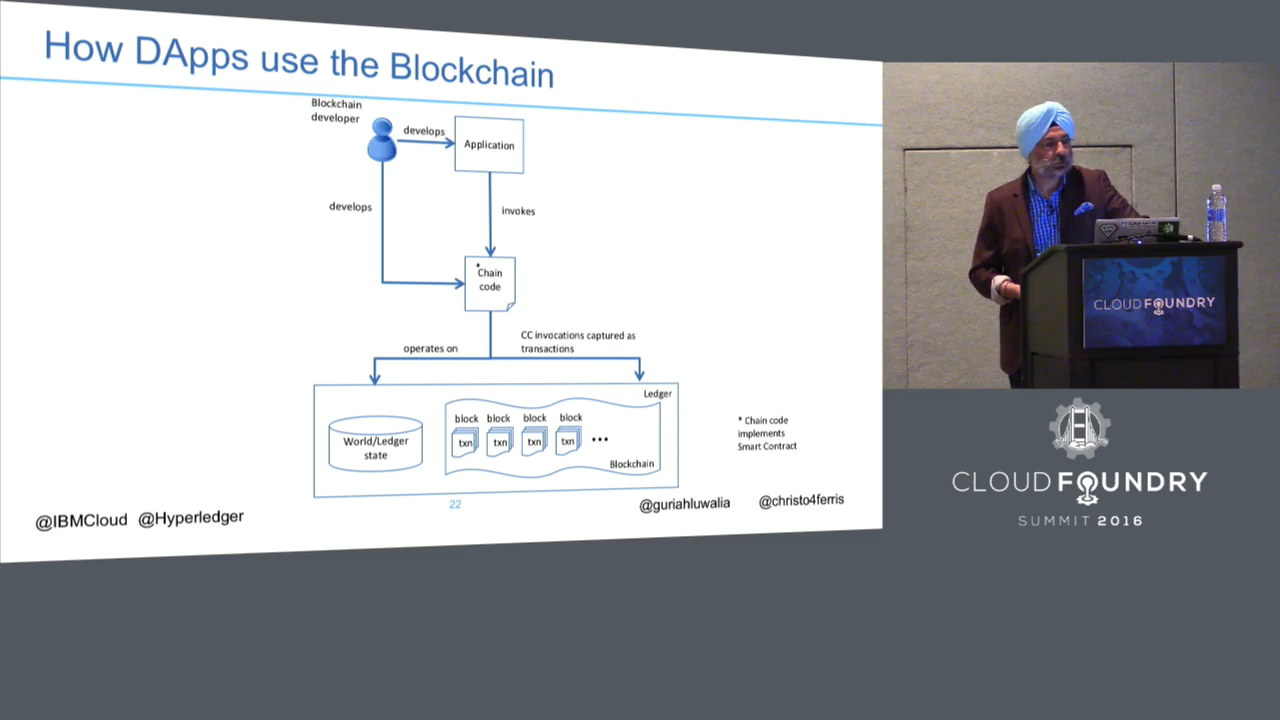 How DApps use the Blockchain
Blockchain
developer
develops
Application
develops
invokes
*
Chain
code
operates on
CC invocations captured as
transactions
Ledger
World/Ledger
state
block block block block
txn txn txn txn ...
Blockchain
* Chain code
implements
Smart Contract
22
@IBMCloud @Hyperledger
@guriahluwalia @christo4ferris
CLOUD FOUNDRY
CLOUD FOUNDRY
SUMMIT 2016